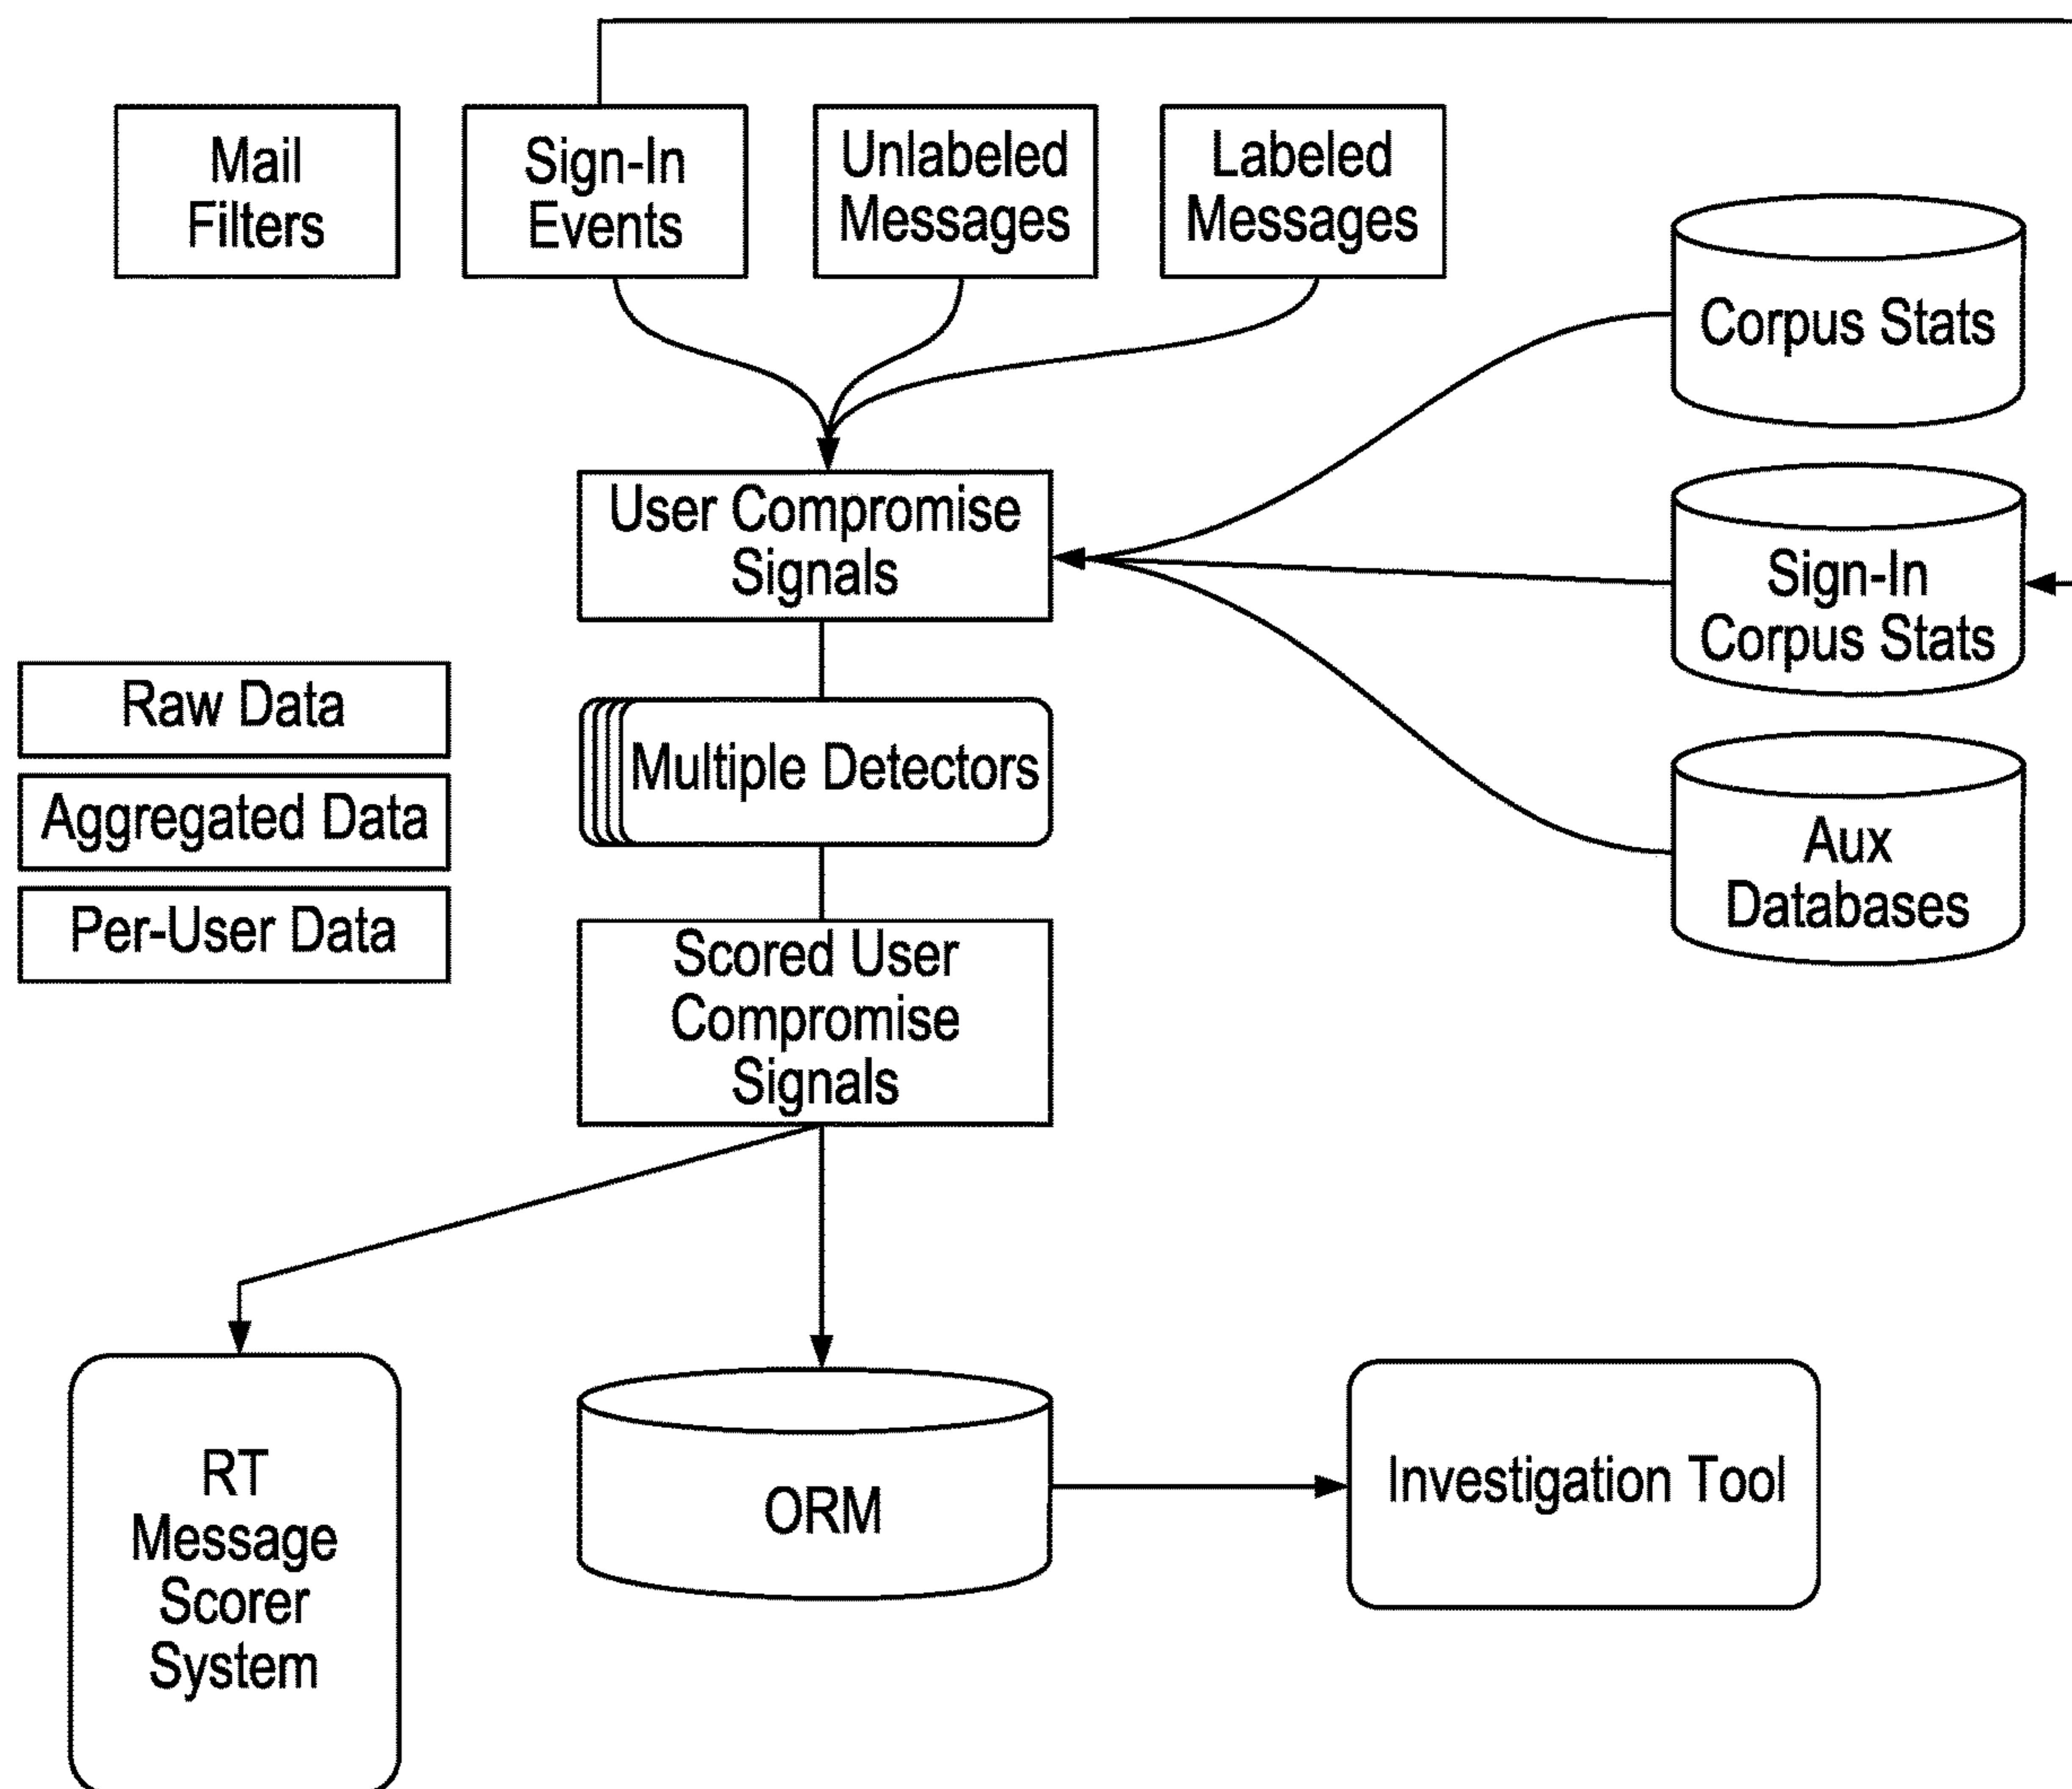 Mail
Filters
Sign-In
Events
Unlabeled
Messages
Labeled
Messages
Corpus Stats
User Compromise
Signals
Sign-In
Corpus Stats
Raw Data
Aggregated Data
Per-User Data
Multiple Detectors
Aux
Databases
Scored User
Compromise
Signals
RT
Message
Scorer
System
ORM
Investigation Tool